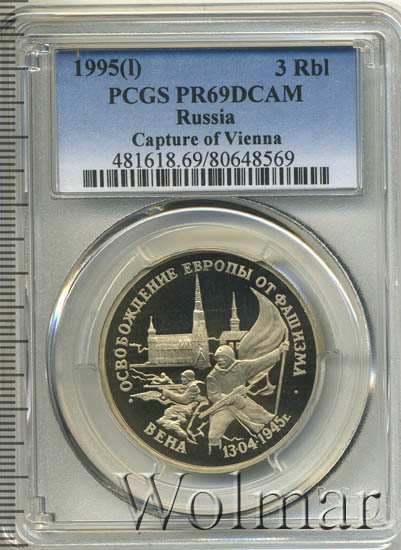 1995(l) 3 Rbl
PCGS PR69DCAM
Russia
Capture of Vienna
481618.69/80648569
ОСВОБОЖДЕНИЕ ЕВРОПЫ ОТ ФАШИЗМА
ВЕНА 13·04·1945г.
Wolmar